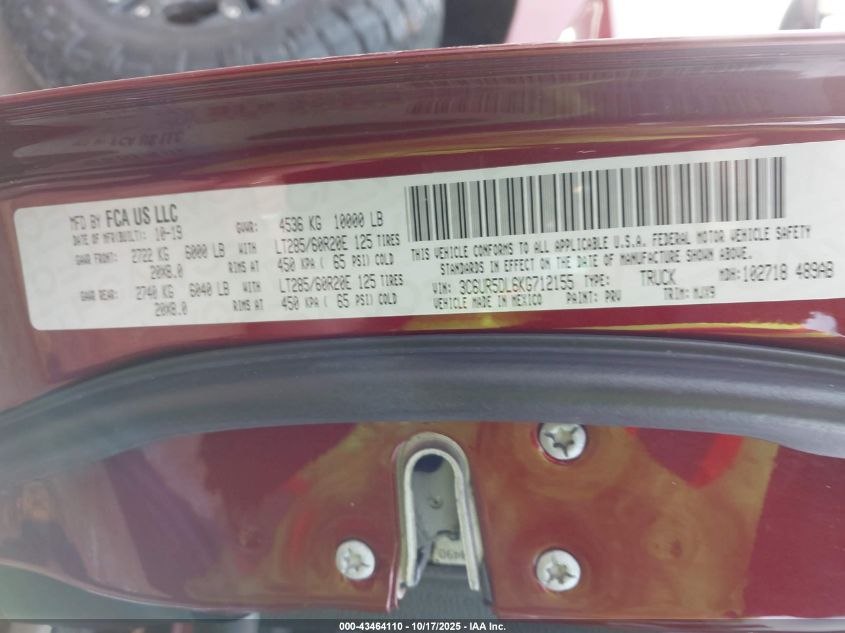 MFD BY FCA US LLC
DATE OF MFR(BUILT): 10-19 GVWR: 4536 KG 10000 LB
GAWR FRONT: 2722 KG 6000 LB WITH LT285/60R20E 125 TIRES
20X8.0 RIMS AT 450 KPA ( 65 PSI) COLD
GAWR REAR: 2740 KG 6040 LB WITH LT285/60R20E 125 TIRES
20X8.0 RIMS AT 450 KPA ( 65 PSI) COLD
THIS VEHICLE CONFORMS TO ALL APPLICABLE U.S.A. FEDERAL MOTOR VEHICLE SAFETY
STANDARDS IN EFFECT ON THE DATE OF MANUFACTURE SHOWN ABOVE.
VIN: 3C6UR5DL6KG712155 TYPE: TRUCK MDH: 102718 489AB
VEHICLE MADE IN MEXICO PAINT: PRV TRIM: MJX9
000-43464110 | 10/17/2025 - IAA Inc.